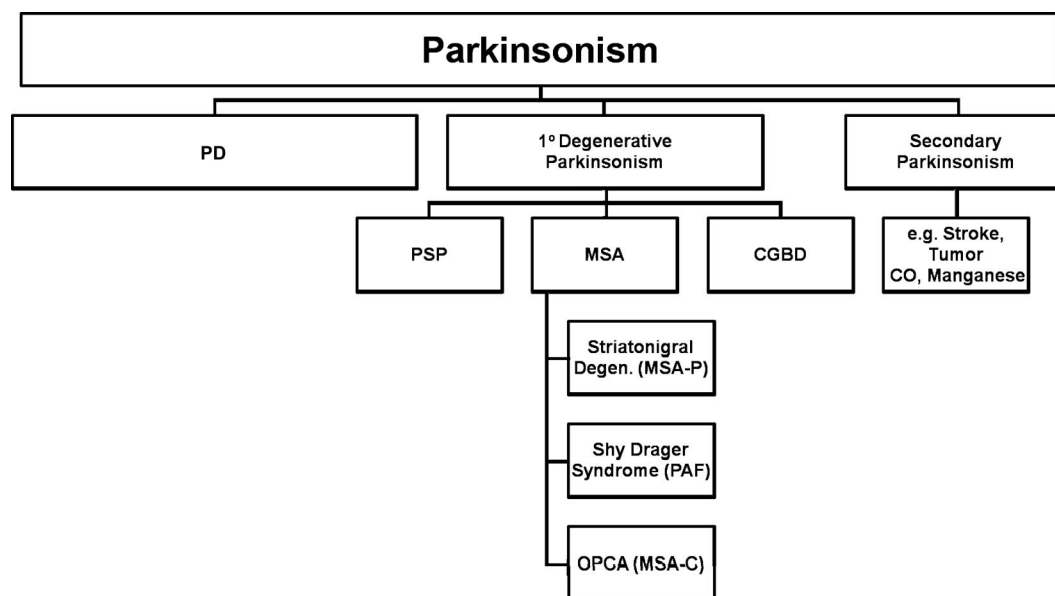 Parkinsonism
PD
1º Degenerative
Parkinsonism
Secondary
Parkinsonism
PSP
MSA
CGBD
e.g. Stroke,
Tumor
CO, Manganese
Striatonigral
Degen. (MSA-P)
Shy Drager
Syndrome (PAF)
OPCA (MSA-C)